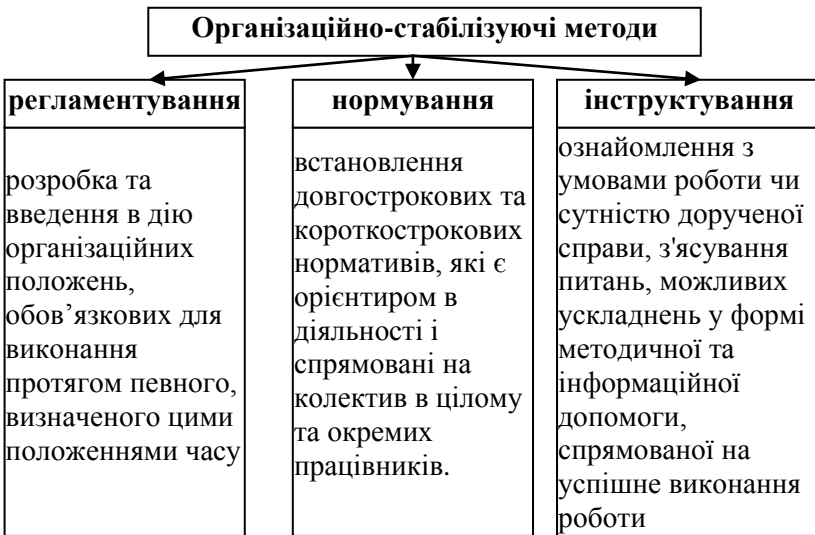 Організаційно-стабілізуючі методи
регламентування
розробка та
введення в дію
організаційних
положень,
обов’язкових для
виконання
протягом певного,
визначеного цими
положеннями часу
нормування
встановлення
довгострокових та
короткострокових
нормативів, які є
орієнтиром в
діяльності і
спрямовані на
колектив в цілому
та окремих
працівників.
інструктування
ознайомлення з
умовами роботи чи
сутністю дорученої
справи, з'ясування
питань, можливих
ускладнень у формі
методичної та
інформаційної
допомоги,
спрямованої на
успішне виконання
роботи